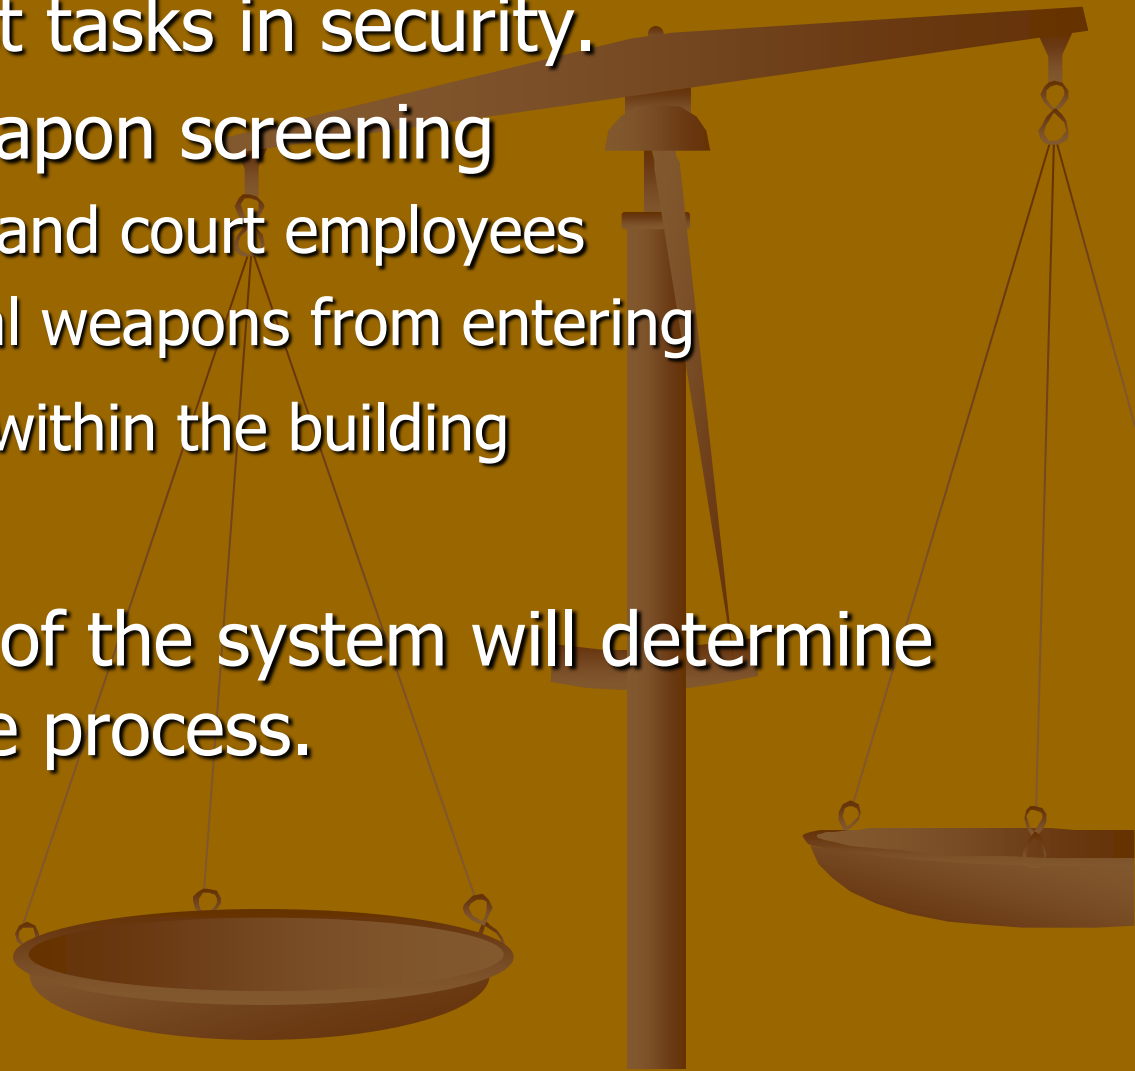 t tasks in security.
apon screening
and court employees
l weapons from entering
within the building
of the system will determine
e process.